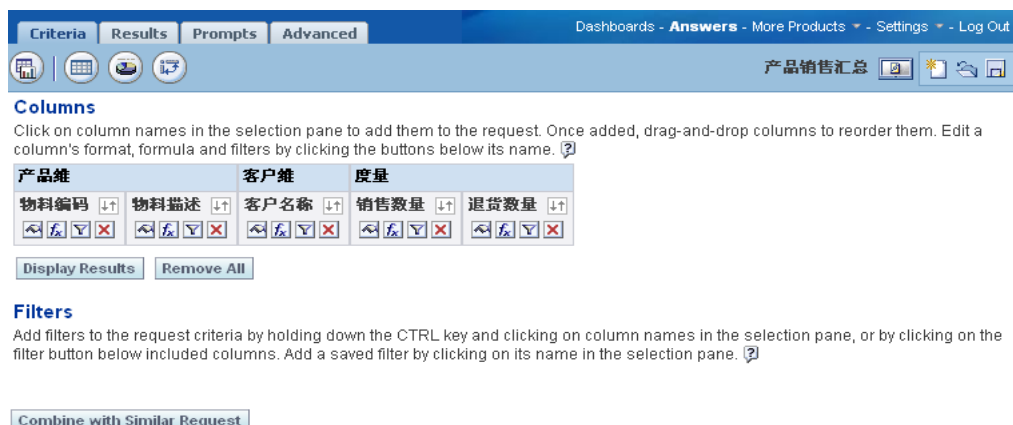 Criteria Results Prompts Advanced Dashboards - Answers - More Products - Settings - Log Out
产品销售汇总
Columns
Click on column names in the selection pane to add them to the request. Once added, drag-and-drop columns to reorder them. Edit a
column's format, formula and filters by clicking the buttons below its name.
产品维 客户维 度量
物料编码 物料描述 客户名称 销售数量 退货数量
Display Results Remove All
Filters
Add filters to the request criteria by holding down the CTRL key and clicking on column names in the selection pane, or by clicking on the
filter button below included columns. Add a saved filter by clicking on its name in the selection pane.
Combine with Similar Request